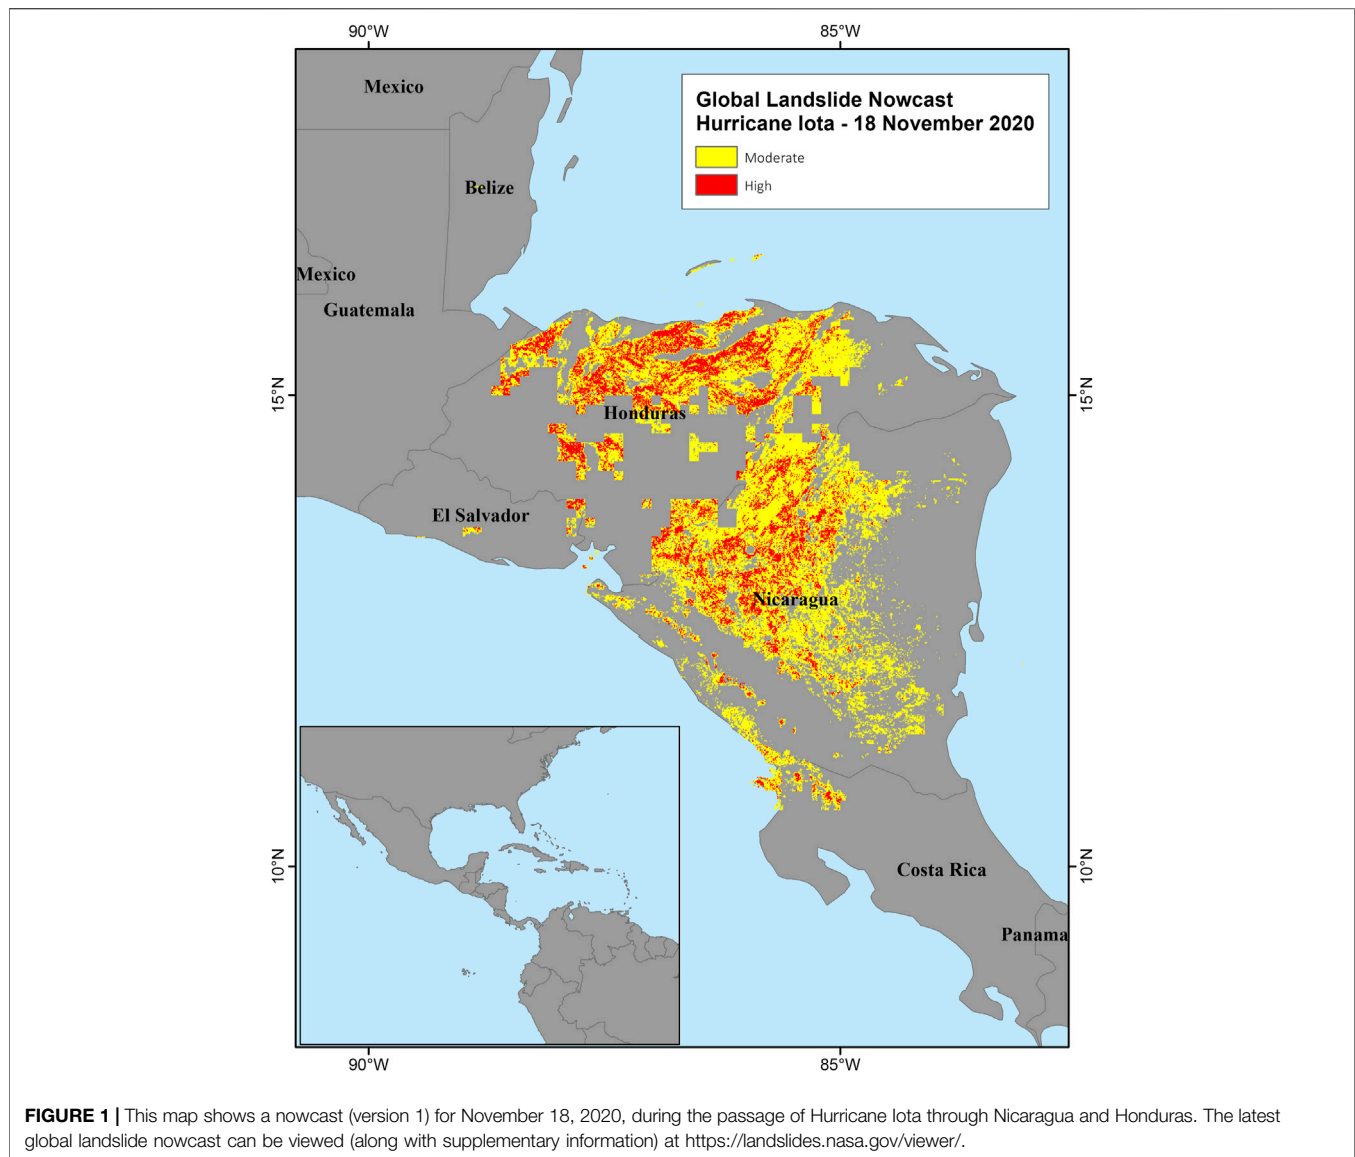 90°W
85°W
Mexico
Global Landslide Nowcast
Hurricane Iota - 18 November 2020
Moderate
High
Belize
Mexico
Guatemala
15°N
15°N
Honduras
El Salvador
Nicaragua
10°N
10°N
Costa Rica
Panama
90°W
85°W
FIGURE 1 | This map shows a nowcast (version 1) for November 18, 2020, during the passage of Hurricane Iota through Nicaragua and Honduras. The latest
global landslide nowcast can be viewed (along with supplementary information) at https://landslides.nasa.gov/viewer/.